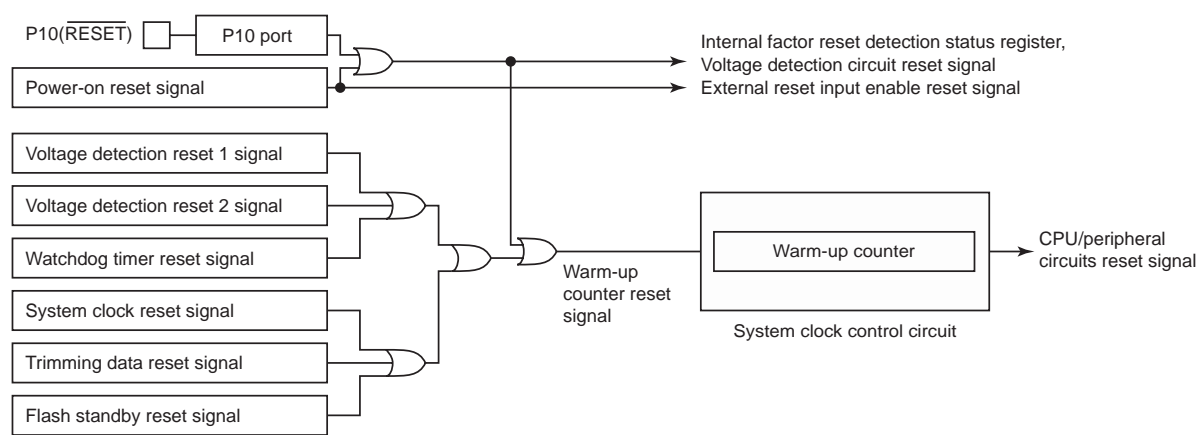 P10(RESET)
P10 port
Internal factor reset detection status register,
Voltage detection circuit reset signal
Power-on reset signal
External reset input enable reset signal
Voltage detection reset 1 signal
Voltage detection reset 2 signal
Watchdog timer reset signal
System clock reset signal
Trimming data reset signal
Flash standby reset signal
Warm-up
counter reset
signal
Warm-up counter
System clock control circuit
CPU/peripheral
circuits reset signal